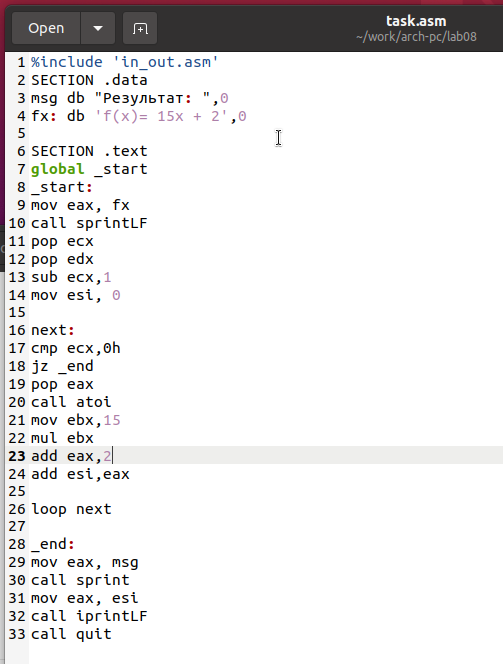 Open
task.asm
~/work/arch-pc/lab08
1 %include 'in_out.asm'
2 SECTION .data
3 msg db "Результат: ",0
4 fx: db 'f(x)= 15x + 2',0
5
6 SECTION .text
7 global _start
8 _start:
9 mov eax, fx
10 call sprintLF
11 pop ecx
12 pop edx
13 sub ecx,1
14 mov esi, 0
15
16 next:
17 cmp ecx,0h
18 jz _end
19 pop eax
20 call atoi
21 mov ebx,15
22 mul ebx
23 add eax,2
24 add esi,eax
25
26 loop next
27
28 _end:
29 mov eax, msg
30 call sprint
31 mov eax, esi
32 call iprintLF
33 call quit